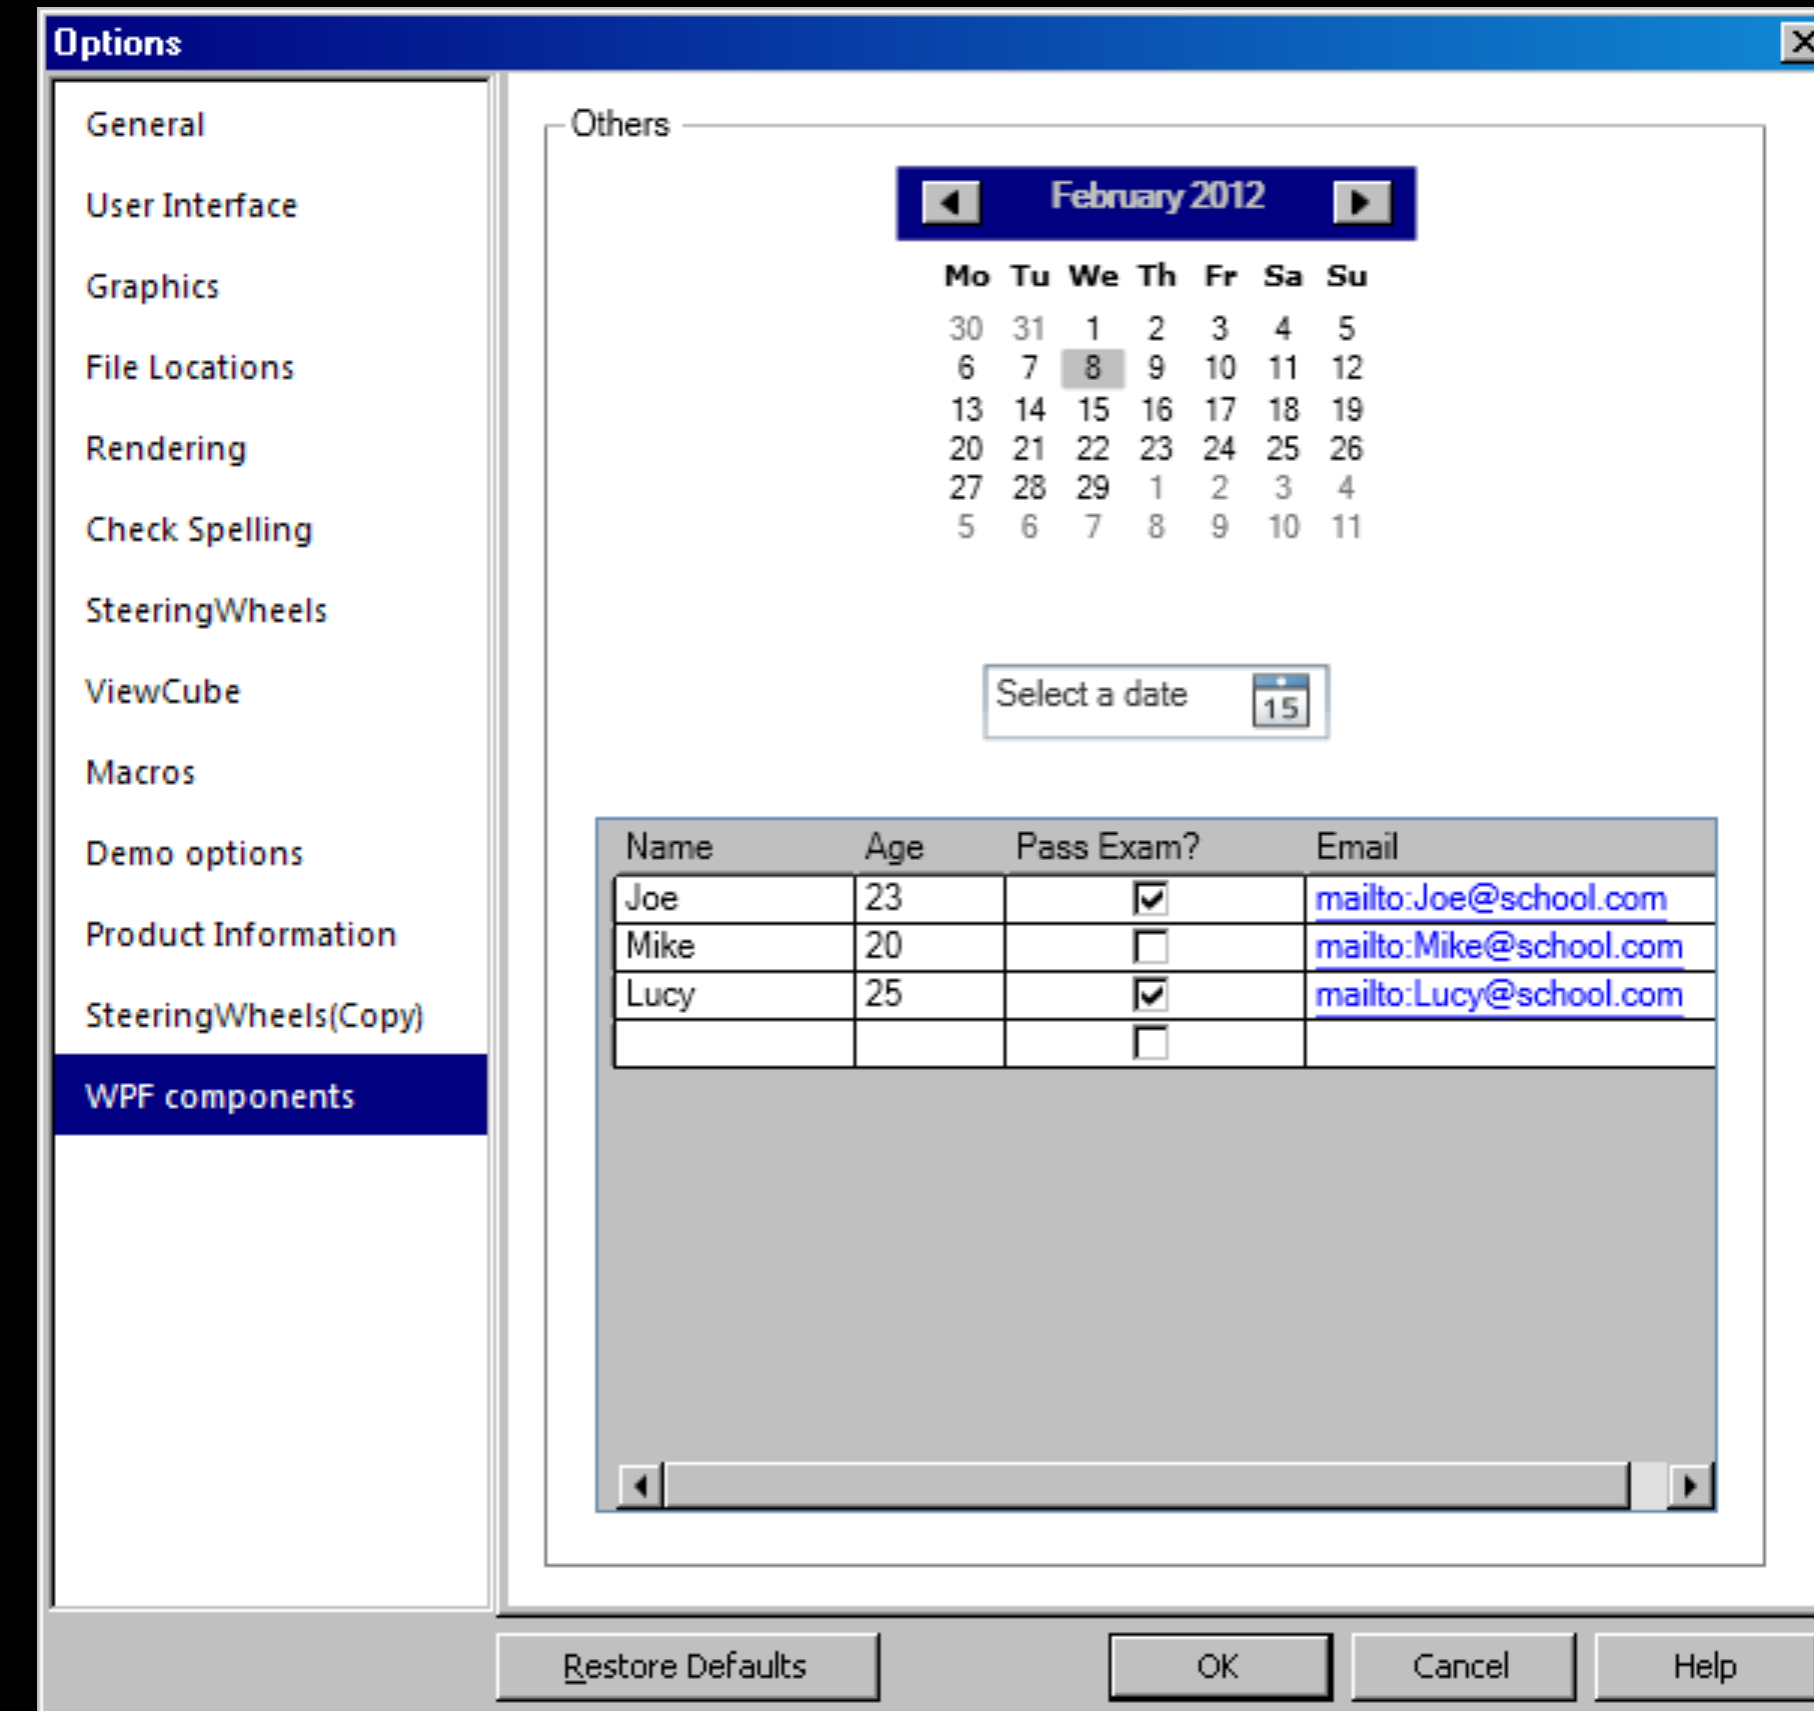 Options
General
User Interface
Graphics
File Locations
Rendering
Check Spelling
SteeringWheels
ViewCube
Macros
Demo options
Product Information
SteeringWheels(Copy)
WPF components
Others
February 2012
Mo Tu We Th Fr Sa Su
30 31 1 2 3 4 5
6 7 8 9 10 11 12
13 14 15 16 17 18 19
20 21 22 23 24 25 26
27 28 29 1 2 3 4
5 6 7 8 9 10 11
Select a date 15
Name Age Pass Exam? Email
Joe 23 mailto:Joe@school.com
Mike 20 mailto:Mike@school.com
Lucy 25 mailto:Lucy@school.com
Restore Defaults OK Cancel Help